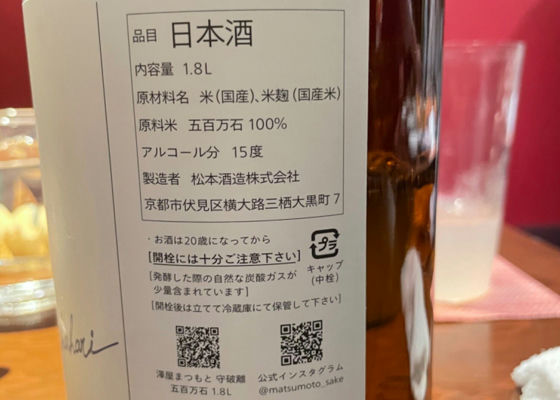 品目 日本酒
内容量 1.8L
原材料名 米(国産)、米麹(国産米)
原料米 五百万石 100%
アルコール分 15度
製造者 松本酒造株式会社
京都市伏見区横大路三栖大黒町7
・お酒は20歳になってから
[開栓には十分ご注意下さい]
[発酵した際の自然な炭酸ガスが
少量含まれています]
[開栓後は立てて冷蔵庫にて保管して下さい]
プラ
キャップ
(中栓)
澤屋まつもと 守破離
五百万石 1.8L
公式インスタグラム
@matsumoto_sake